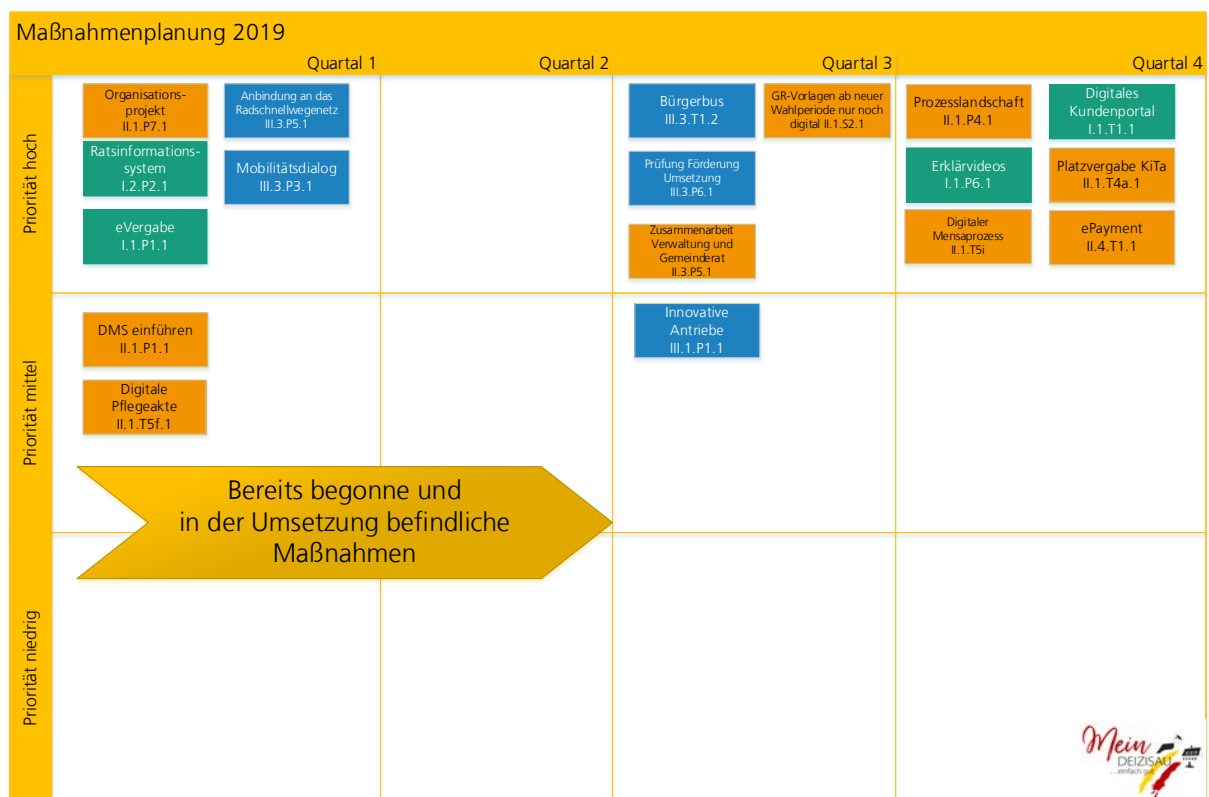 Maßnahmenplanung 2019
Quartal 1
Quartal 2
Quartal 3
Quartal 4
Priorität hoch
Organisations-
projekt
II.1.P7.1
Anbindung an das
Radschnellwegenetz
III.3.P5.1
Ratsinformations-
system
I.2.P2.1
Mobilitätsdialog
III.3.P3.1
eVergabe
I.1.P1.1
Bürgerbus
III.3.T1.2
GR-Vorlagen ab neuer
Wahlperiode nur noch
digital II.1.S2.1
Prüfung Förderung
Umsetzung
III.3.P6.1
Zusammenarbeit
Verwaltung und
Gemeinderat
II.3.P5.1
Prozesslandschaft
II.1.P4.1
Digitales
Kundenportal
I.1.T1.1
Erklärvideos
I.1.P6.1
Platzvergabe KiTa
II.1.T4a.1
Digitaler
Mensaprozess
II.1.T5i
ePayment
II.4.T1.1
Priorität mittel
DMS einführen
II.1.P1.1
Digitale
Pflegeakte
II.1.T5f.1
Innovative
Antriebe
III.1.P1.1
Bereits begonne und
in der Umsetzung befindliche
Maßnahmen
Priorität niedrig
Mein
DEIZISAU
...einfach gut